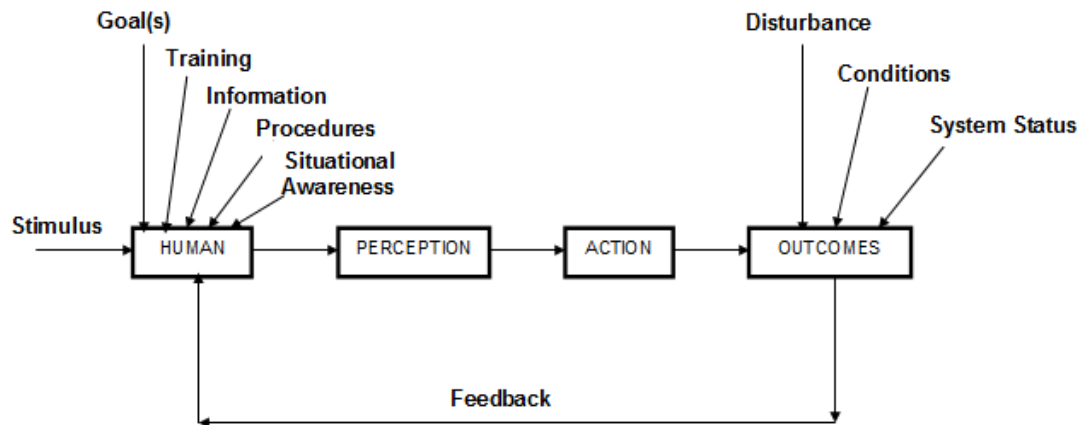 Goal(s)
Disturbance
Training
Conditions
Information
Procedures
System Status
Situational
Awareness
Stimulus
HUMAN
PERCEPTION
ACTION
OUTCOMES
Feedback